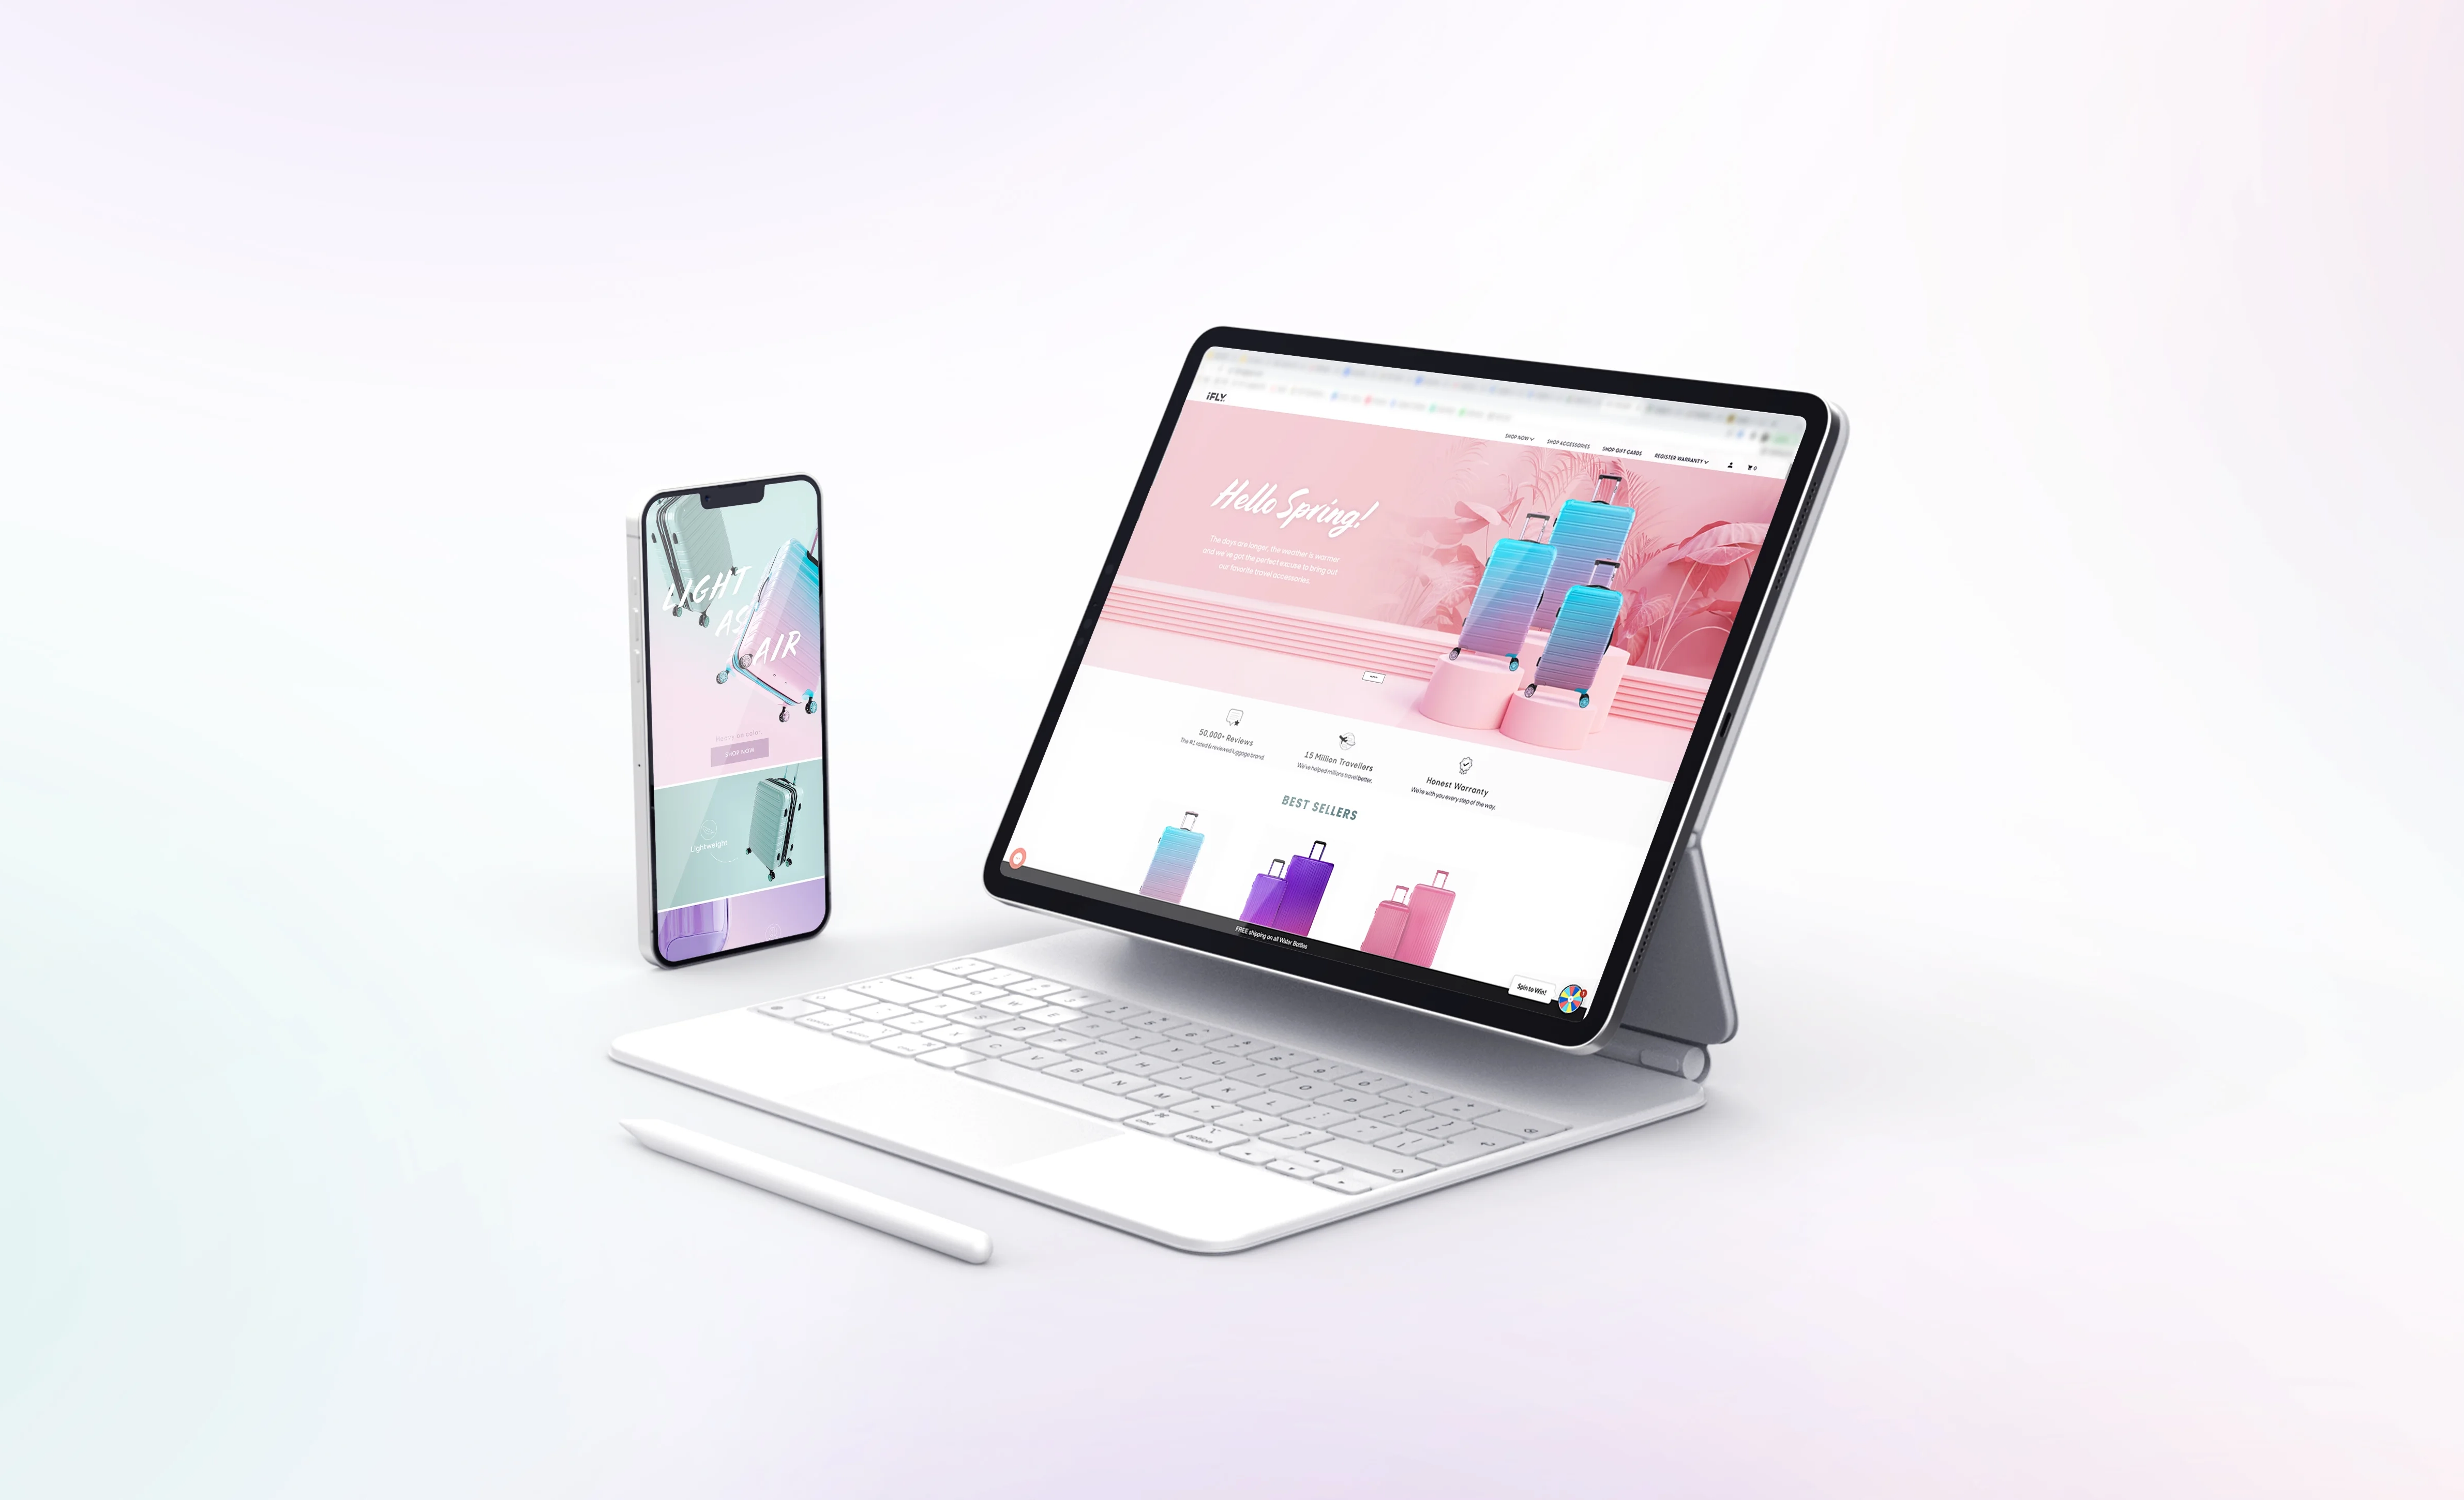 LIGHT
AS
AIR
SHOP NOW
Lightweight
iFLY.
SHOP NOW
SHOP ACCESSORIES
SHOP GIFT CARDS
REGISTER WARRANTY
0
Hello Spring!
The days are longer, the weather is warmer
and we've got the perfect excuse to bring out
our favorite travel accessories.
50,000+ Reviews
The #1 rated & reviewed luggage brand
15 Million Travellers
We've helped millions travel better.
Honest Warranty
We're with you every step of the way.
BEST SELLERS
FREE shipping on all Water Bottles
Spin to Win!